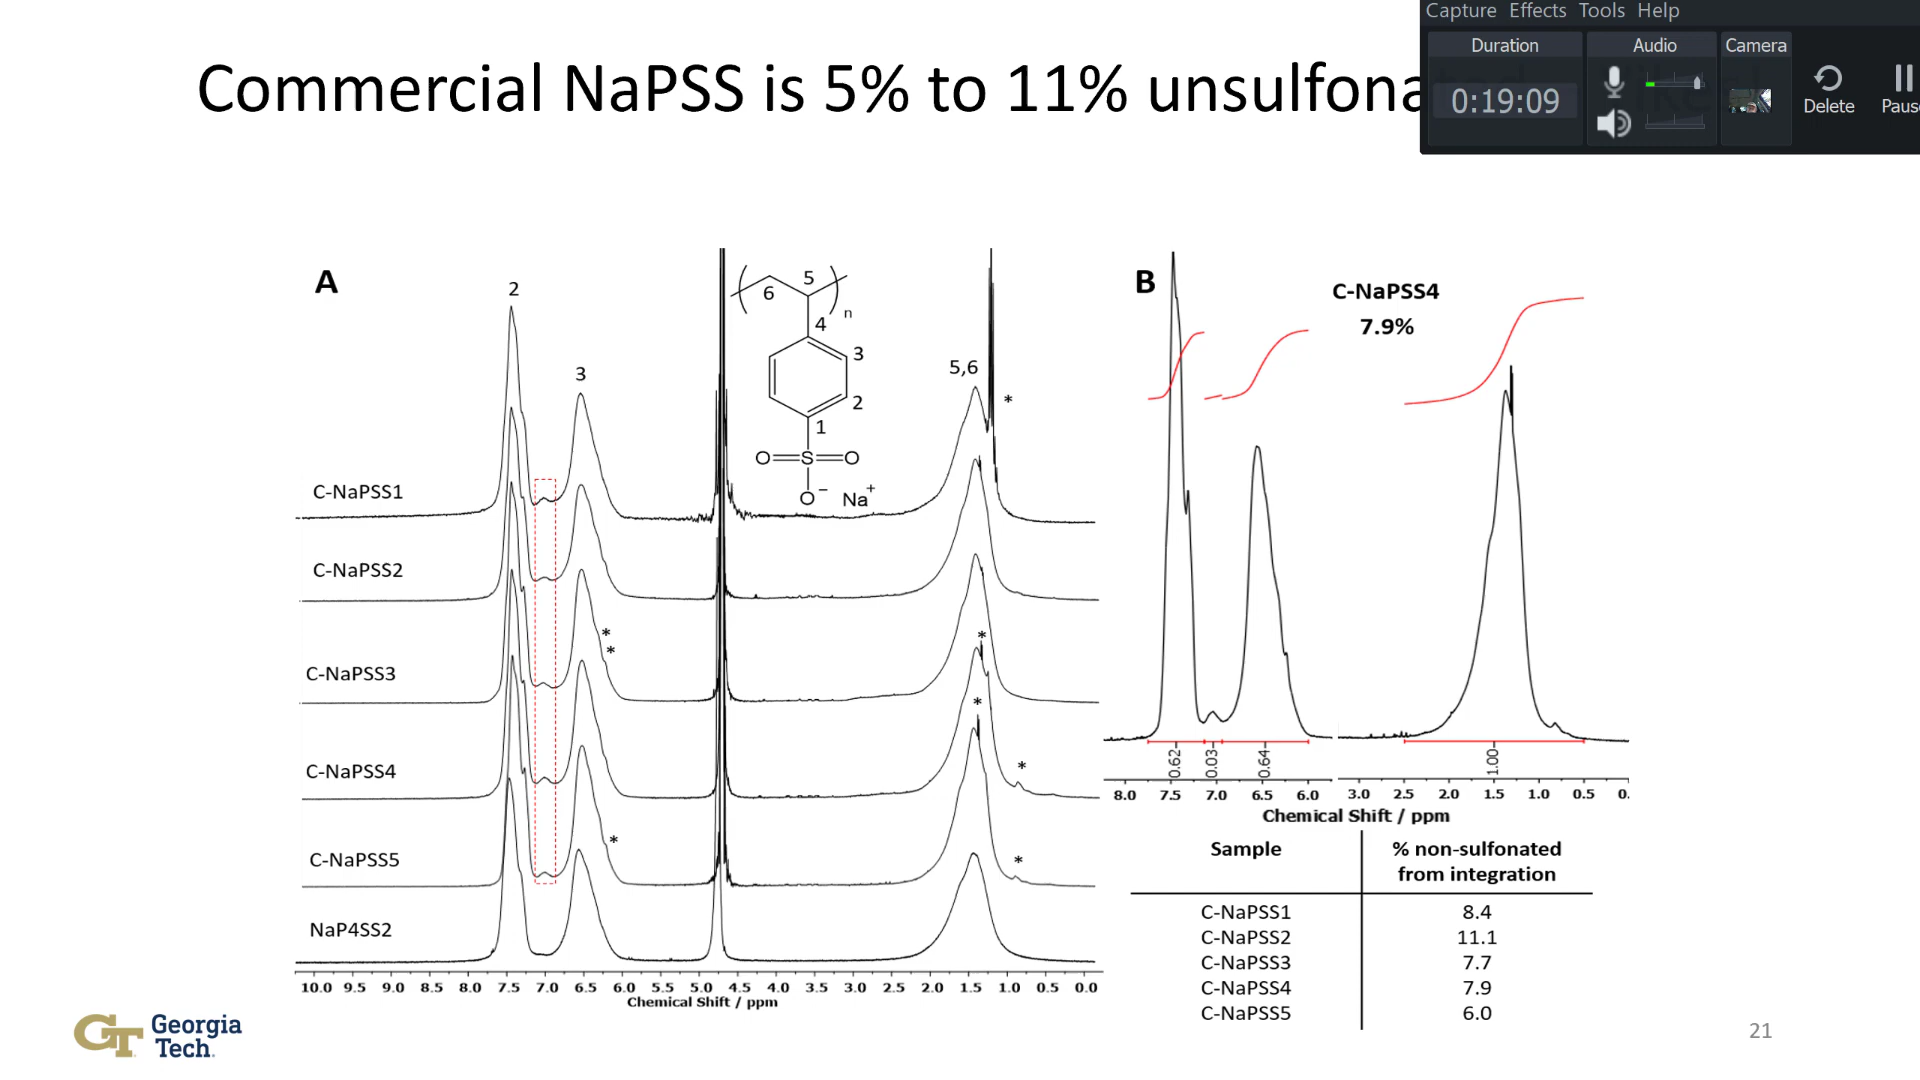 Capture Effects Tools Help
Duration
Audio
Camera
0:19:09
Delete
Commercial NaPSS is 5% to 11%
A
2
3
5,6
*
5
6
n
4
3
2
1
O S O
O− Na+
C-NaPSS1
C-NaPSS2
C-NaPSS3
*
*
*
C-NaPSS4
*
*
C-NaPSS5
*
*
NaP4SS2
10.0 9.5 9.0 8.5 8.0 7.5 7.0 6.5 6.0 5.5 5.0 4.5 4.0 3.5 3.0 2.5 2.0 1.5 1.0 0.5 0.0
Chemical Shift / ppm
B
C-NaPSS4
7.9%
0.62 0.03 0.64 1.00
8.0 7.5 7.0 6.5 6.0 3.0 2.5 2.0 1.5 1.0 0.5
Chemical Shift / ppm
Sample % non-sulfonated
from integration
C-NaPSS1 8.4
C-NaPSS2 11.1
C-NaPSS3 7.7
C-NaPSS4 7.9
C-NaPSS5 6.0
GT Georgia
Tech
21